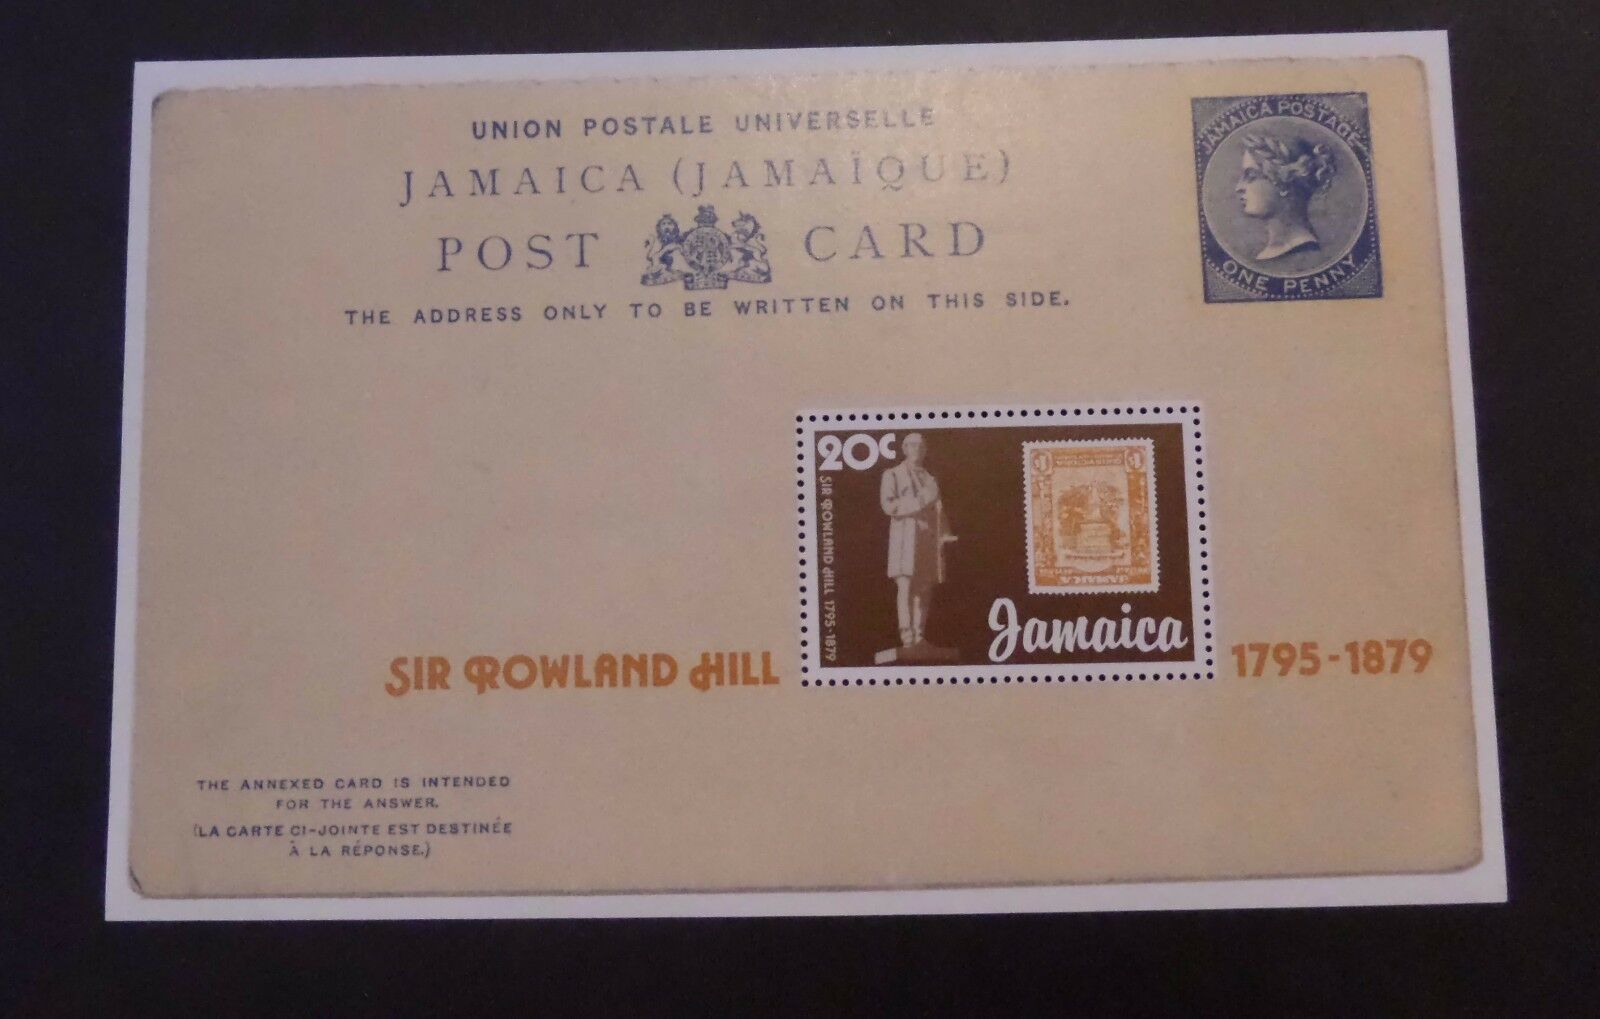 UNION POSTALE UNIVERSELLE
JAMAICA (JAMAÏQUE)
POST CARD
THE ADDRESS ONLY TO BE WRITTEN ON THIS SIDE.
JAMAICA POSTAGE
ONE PENNY
20c
SIR ROWLAND HILL 1795-1879
JAMAICA
Jamaica
SIR ROWLAND HILL
1795-1879
THE ANNEXED CARD IS INTENDED
FOR THE ANSWER.
(LA CARTE CI-JOINTE EST DESTINÉE
À LA RÉPONSE.)